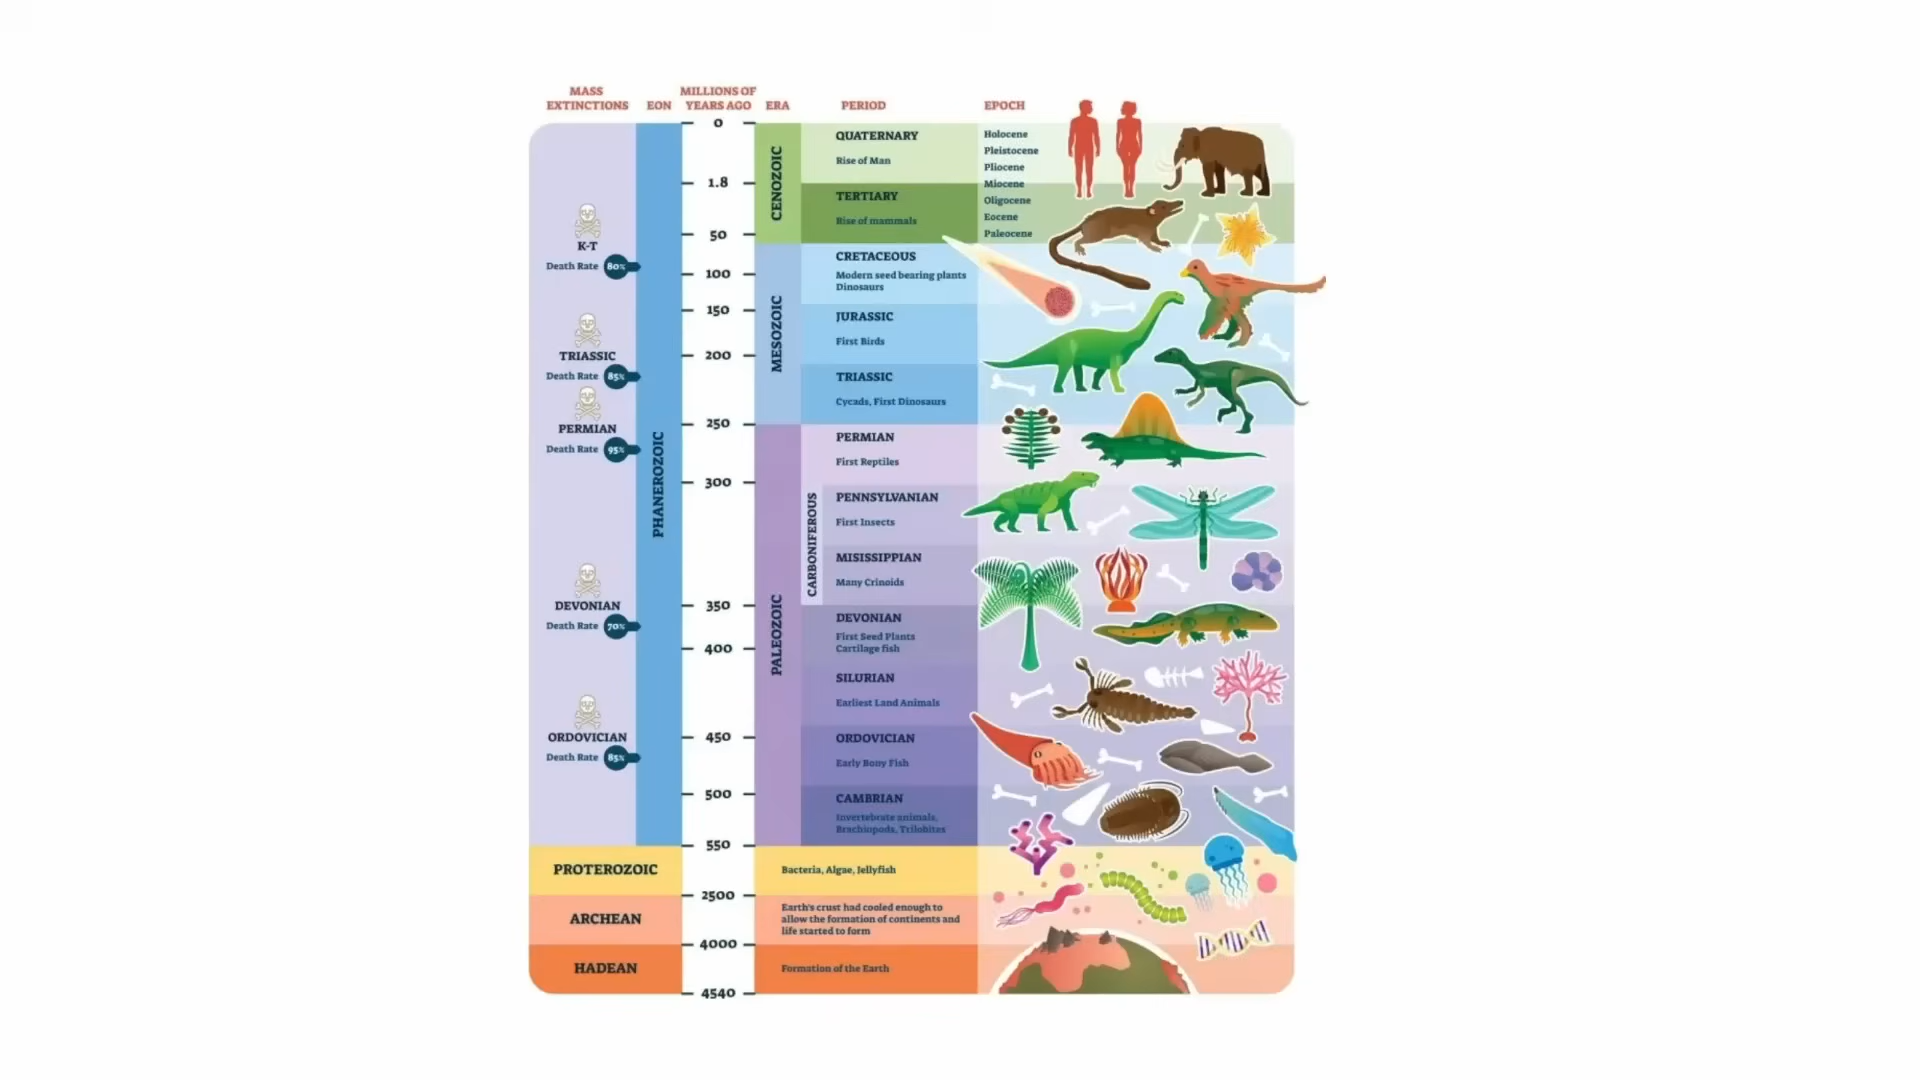 MASS
EXTINCTIONS
EON
MILLIONS OF
YEARS AGO
ERA
PERIOD
EPOCH
0
1.8
50
100
150
200
250
300
350
400
450
500
550
2500
4000
4540
K-T
Death Rate 80%
TRIASSIC
Death Rate 85%
PERMIAN
Death Rate 95%
DEVONIAN
Death Rate 70%
ORDOVICIAN
Death Rate 85%
PHANEROZOIC
CENOZOIC
MESOZOIC
PALEOZOIC
CARBONIFEROUS
QUATERNARY
Rise of Man
TERTIARY
Rise of mammals
CRETACEOUS
Modern seed bearing plants
Dinosaurs
JURASSIC
First Birds
TRIASSIC
Cycads, First Dinosaurs
PERMIAN
First Reptiles
PENNSYLVANIAN
First Insects
MISISSIPPIAN
Many Crinoids
DEVONIAN
First Seed Plants
Cartilage fish
SILURIAN
Earliest Land Animals
ORDOVICIAN
Early Bony Fish
CAMBRIAN
Invertebrate animals,
Brachiopods, Trilobites
Holocene
Pleistocene
Pliocene
Miocene
Oligocene
Eocene
Paleocene
PROTEROZOIC
Bacteria, Algae, Jellyfish
ARCHEAN
Earth's crust had cooled enough to
allow the formation of continents and
life started to form
HADEAN
Formation of the Earth